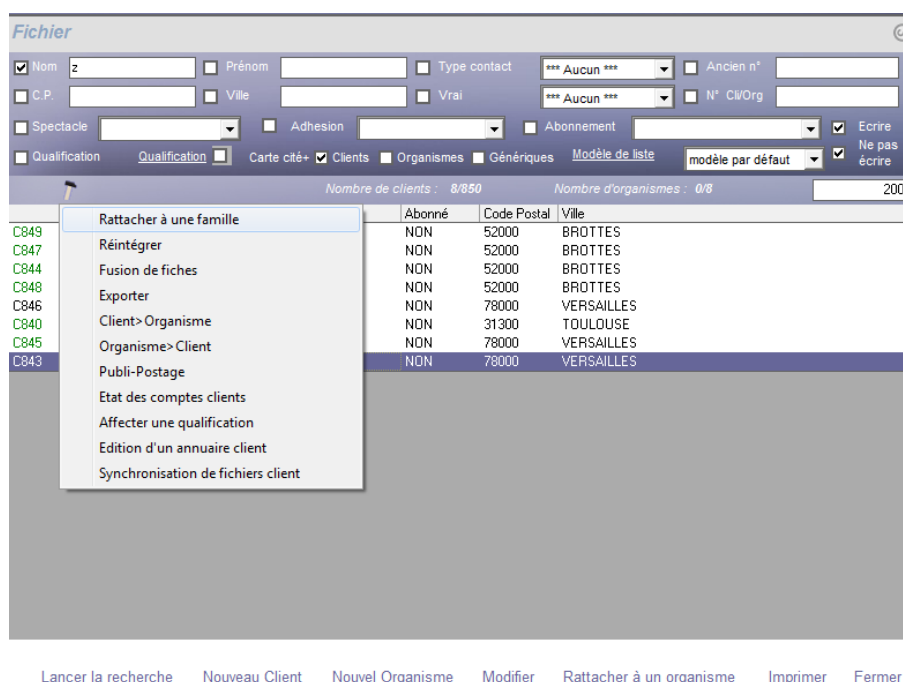 Fichier
Nom z Prénom Type contact *** Aucun *** Ancien n°
C.P. Ville Vrai *** Aucun *** N° Cli/Org
Spectacle Adhesion Abonnement Ecrire
Qualification Qualification Carte cité+ Clients Organismes Génériques Modèle de liste modèle par défaut Ne pas écrire
Nombre de clients : 8/850 Nombre d'organismes : 0/8 200
Abonné Code Postal Ville
C849 NON 52000 BROTTES
C847 NON 52000 BROTTES
C844 NON 52000 BROTTES
C848 NON 52000 BROTTES
C846 NON 78000 VERSAILLES
C840 NON 31300 TOULOUSE
C845 NON 78000 VERSAILLES
C843 NON 78000 VERSAILLES
Rattacher à une famille
Réintégrer
Fusion de fiches
Exporter
Client>Organisme
Organisme>Client
Publi-Postage
Etat des comptes clients
Affecter une qualification
Edition d'un annuaire client
Synchronisation de fichiers client
Lancer la recherche Nouveau Client Nouvel Organisme Modifier Rattacher à un organisme Imprimer Fermer